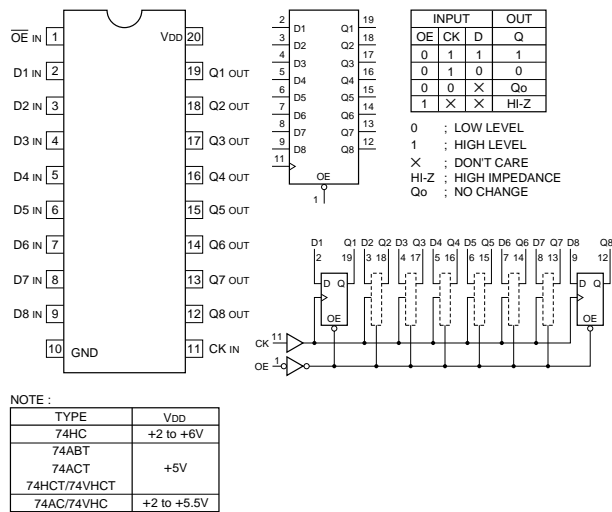 OE IN 1
VDD 20
D1 IN 2
19 Q1 OUT
D2 IN 3
18 Q2 OUT
D3 IN 4
17 Q3 OUT
D4 IN 5
16 Q4 OUT
D5 IN 6
15 Q5 OUT
D6 IN 7
14 Q6 OUT
D7 IN 8
13 Q7 OUT
D8 IN 9
12 Q8 OUT
10 GND
11 CK IN
2 D1 Q1 19
3 D2 Q2 18
4 D3 Q3 17
5 D4 Q4 16
6 D5 Q5 15
7 D6 Q6 14
8 D7 Q7 13
9 D8 Q8 12
11
OE
1
INPUT OUT
OE CK D Q
0 1 1 1
0 1 0 0
0 0 × Qo
1 × × HI-Z
0 ; LOW LEVEL
1 ; HIGH LEVEL
× ; DON'T CARE
HI-Z ; HIGH IMPEDANCE
Qo ; NO CHANGE
D1 Q1 D2 Q2 D3 Q3 D4 Q4 D5 Q5 D6 Q6 D7 Q7 D8 Q8
2 19 3 18 4 17 5 16 6 15 7 14 8 13 9 12
D Q D Q
OE OE
CK 11
OE 1
NOTE :
TYPE VDD
74HC +2 to +6V
74ABT
74ACT +5V
74HCT/74VHCT
74AC/74VHC +2 to +5.5V